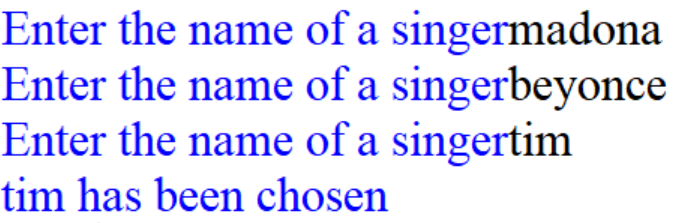 Enter the name of a singermadona
Enter the name of a singerbeyonce
Enter the name of a singertim
tim has been chosen